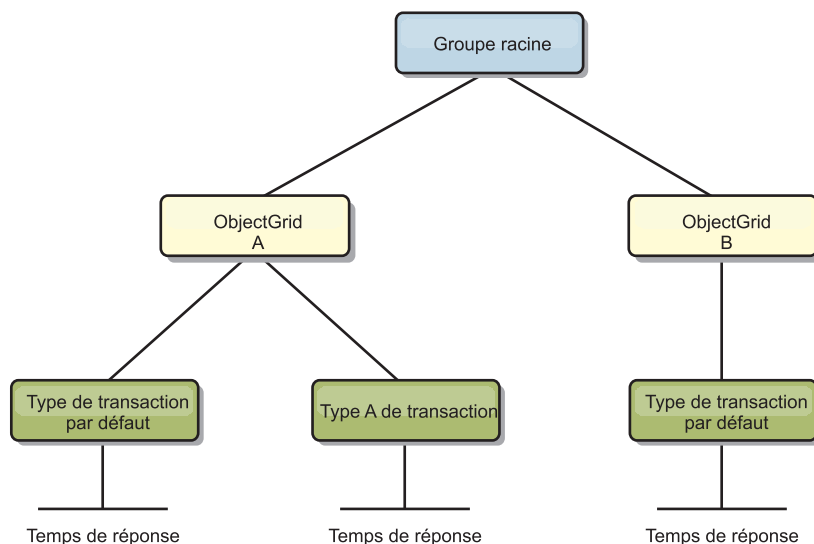 Groupe racine
ObjectGrid
A
ObjectGrid
B
Type de transaction
par défaut
Type A de transaction
Type de transaction
par défaut
Temps de réponse
Temps de réponse
Temps de réponse